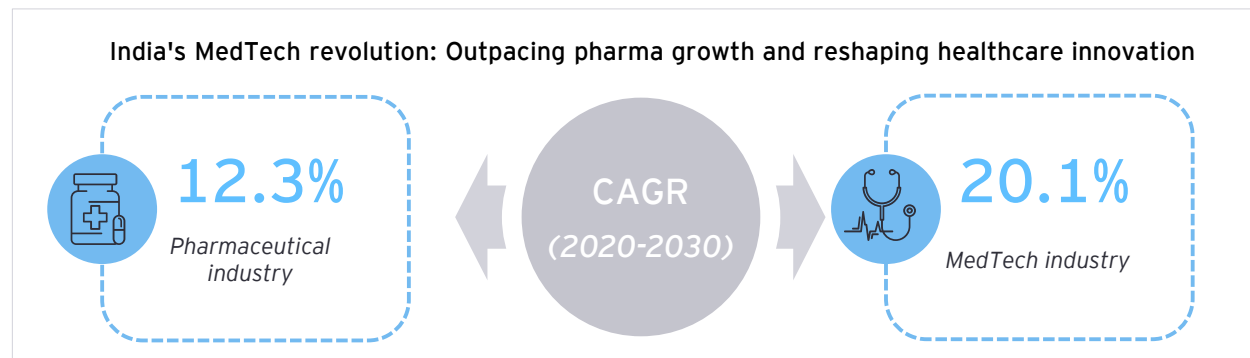 India's MedTech revolution: Outpacing pharma growth and reshaping healthcare innovation
12.3%
Pharmaceutical
industry
CAGR
(2020-2030)
20.1%
MedTech industry